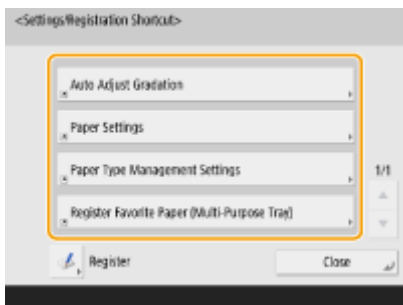 <Settings/Registration Shortcut>
Auto Adjust Gradation
Paper Settings
Paper Type Management Settings
1/1
Register Favorite Paper (Multi-Purpose Tray)
Register
Close